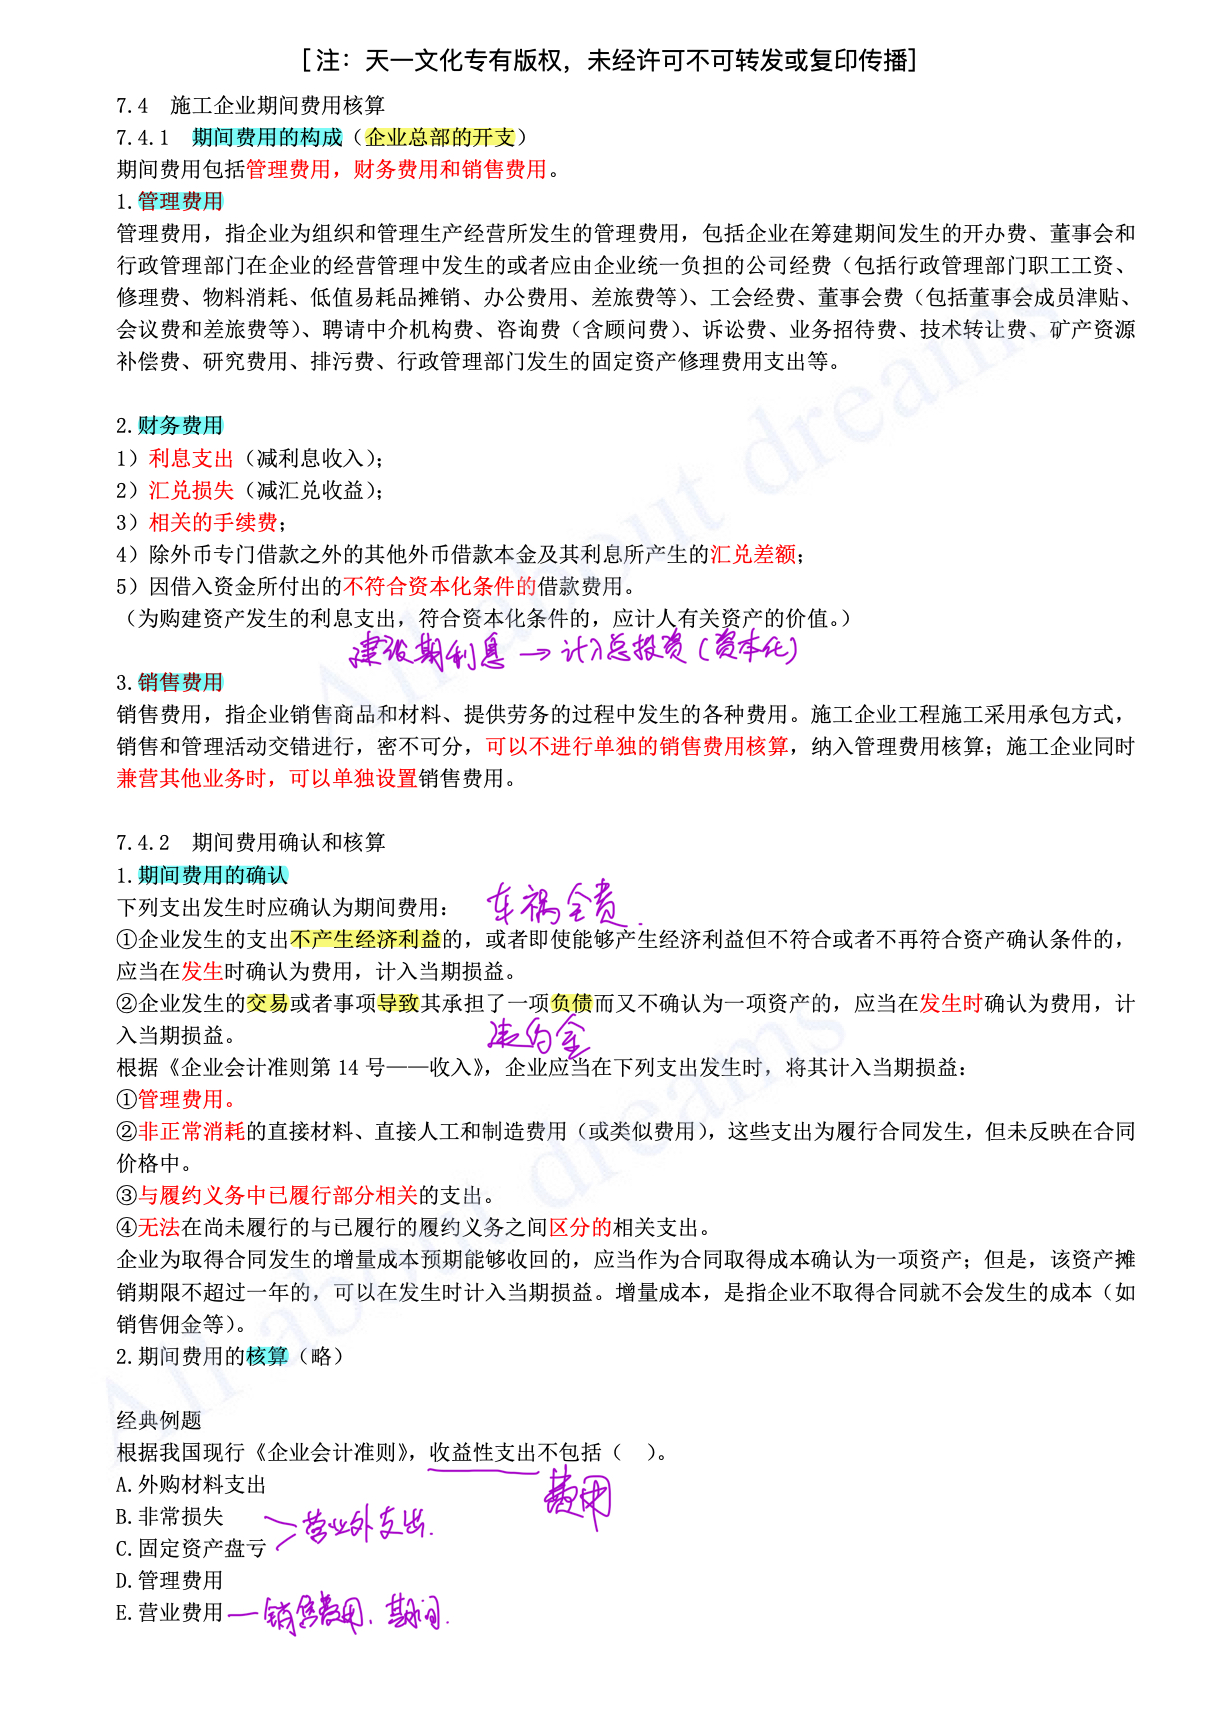 [注：天一文化专有版权，未经许可不可转发或复印传播]
7.4 施工企业期间费用核算
7.4.1 期间费用的构成（企业总部的开支）
期间费用包括管理费用，财务费用和销售费用。
1.管理费用
管理费用，指企业为组织和管理生产经营所发生的管理费用，包括企业在筹建期间发生的开办费、董事会和
行政管理部门在企业的经营管理中发生的或者应由企业统一负担的公司经费（包括行政管理部门职工工资、
修理费、物料消耗、低值易耗品摊销、办公费用、差旅费等）、工会经费、董事会费（包括董事会成员津贴、
会议费和差旅费等）、聘请中介机构费、咨询费（含顾问费）、诉讼费、业务招待费、技术转让费、矿产资源
补偿费、研究费用、排污费、行政管理部门发生的固定资产修理费用支出等。
2.财务费用
1）利息支出（减利息收入）；
2）汇兑损失（减汇兑收益）；
3）相关的手续费；
4）除外币专门借款之外的其他外币借款本金及其利息所产生的汇兑差额；
5）因借入资金所付出的不符合资本化条件的借款费用。
（为购建资产发生的利息支出，符合资本化条件的，应计人有关资产的价值。）
建设期利息→计入总投资(资本化)
3.销售费用
销售费用，指企业销售商品和材料、提供劳务的过程中发生的各种费用。施工企业工程施工采用承包方式，
销售和管理活动交错进行，密不可分，可以不进行单独的销售费用核算，纳入管理费用核算；施工企业同时
兼营其他业务时，可以单独设置销售费用。
7.4.2 期间费用确认和核算
1.期间费用的确认
下列支出发生时应确认为期间费用：
车祸全责.
①企业发生的支出不产生经济利益的，或者即使能够产生经济利益但不符合或者不再符合资产确认条件的，
应当在发生时确认为费用，计入当期损益。
②企业发生的交易或者事项导致其承担了一项负债而又不确认为一项资产的，应当在发生时确认为费用，计
入当期损益。
违约金
根据《企业会计准则第 14 号——收入》，企业应当在下列支出发生时，将其计入当期损益：
①管理费用。
②非正常消耗的直接材料、直接人工和制造费用（或类似费用），这些支出为履行合同发生，但未反映在合同
价格中。
③与履约义务中已履行部分相关的支出。
④无法在尚未履行的与已履行的履约义务之间区分的相关支出。
企业为取得合同发生的增量成本预期能够收回的，应当作为合同取得成本确认为一项资产；但是，该资产摊
销期限不超过一年的，可以在发生时计入当期损益。增量成本，是指企业不取得合同就不会发生的成本（如
销售佣金等）。
2.期间费用的核算（略）
经典例题
根据我国现行《企业会计准则》，收益性支出不包括（ ）。
费用
A.外购材料支出
B.非常损失
C.固定资产盘亏
营业外支出.
D.管理费用
E.营业费用—销售费用、期间.
All about dreams
All about dreams